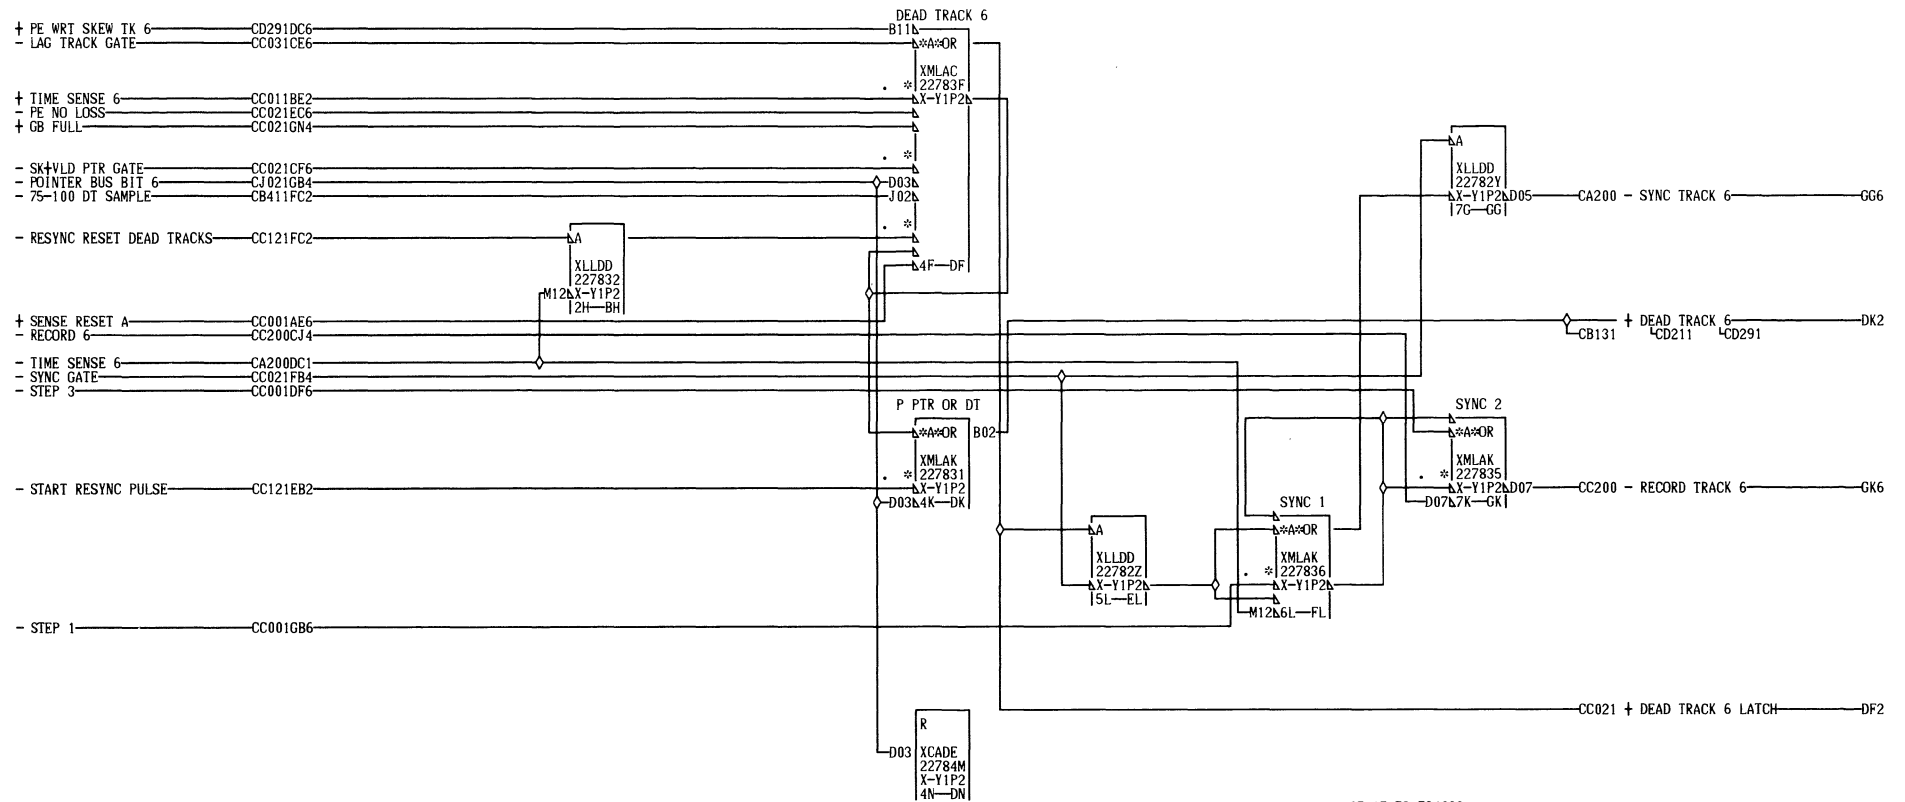 DEAD TRACK 6
+ PE WRT SKEW TK 6 CD291DC6 B11
- LAG TRACK GATE CC031CE6 *A*OR
XMLAC
22783F
+ TIME SENSE 6 CC011BE2 X-Y1P2
- PE NO LOSS CC021EC6
+ GB FULL CC021GN4
A
- SK+VLD PTR GATE CC021CF6 XLLDD
- POINTER BUS BIT 6 CJ021GB4 D03 22782Y
- 75-100 DT SAMPLE CB411FC2 J02 X-Y1P2 D05 CA200 - SYNC TRACK 6 GG6
7G GG
- RESYNC RESET DEAD TRACKS CC121FC2 A
XLLDD 4F DF
227832
M12 X-Y1P2
2H BH
+ SENSE RESET A CC001AE6 + DEAD TRACK 6 DK2
- RECORD 6 CC200CJ4 CB131 CD211 CD291
- TIME SENSE 6 CA200DC1
- SYNC GATE CC021FB4
- STEP 3 CC001DF6
P PTR OR DT SYNC 2
*A*OR B02 *A*OR
XMLAK XMLAK
227831 227835
- START RESYNC PULSE CC121EB2 X-Y1P2 X-Y1P2 D07 CC200 - RECORD TRACK 6 GK6
D03 4K DK D07 7K GK
SYNC 1
A *A*OR
XLLDD XMLAK
22782Z 227836
X-Y1P2 X-Y1P2
5L EL
M12 6L FL
- STEP 1 CC001GB6
CC021 + DEAD TRACK 6 LATCH DF2
R
D03 XCADE
22784M
X-Y1P2
4N DN